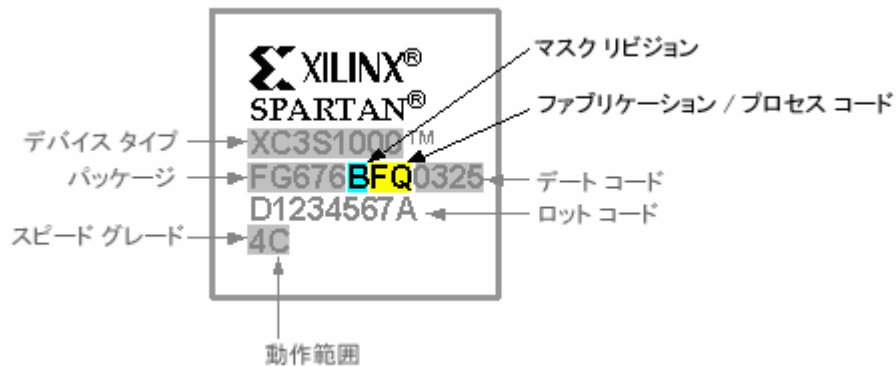 マスク リビジョン
XILINX®
SPARTAN®
ファブリケーション / プロセス コード
デバイス タイプ
XC3S1000™
パッケージ
FG676BFQ0325
デート コード
D1234567A
ロット コード
スピード グレード
4C
動作範囲